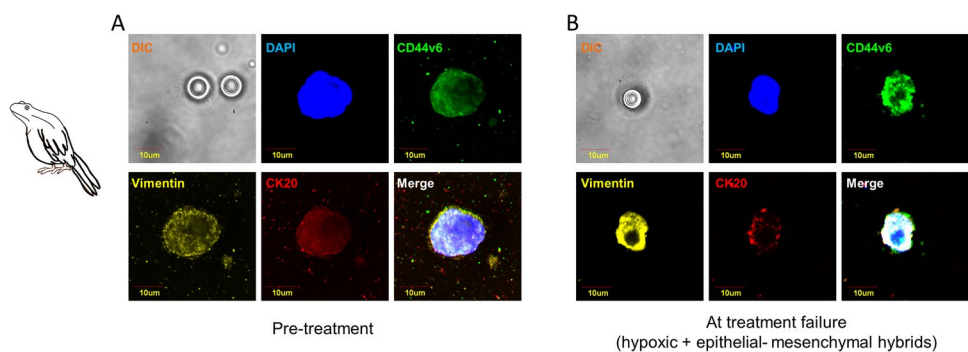 A
DIC
DAPI
CD44v6
10um
10um
10um
Vimentin
CK20
Merge
10um
10um
10um
Pre-treatment
B
DIC
DAPI
CD44v6
10um
10um
10um
Vimentin
CK20
Merge
10um
10um
10um
At treatment failure
(hypoxic + epithelial- mesenchymal hybrids)